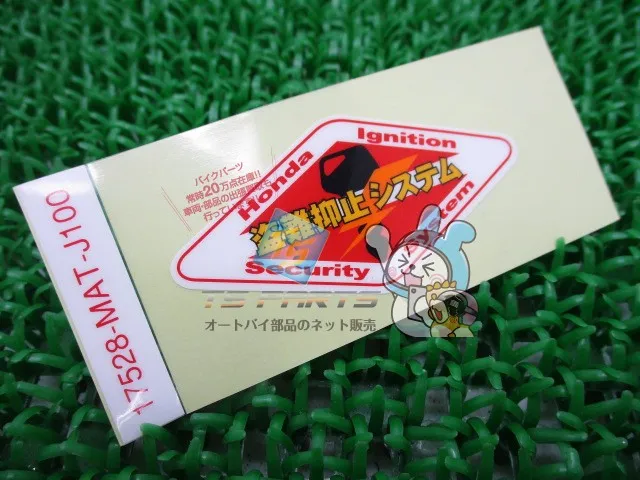 17528-MAT-J100
Honda
Ignition
Security
盗難抑止システム
バイクパーツ
常時20万点在庫!!
車両・部品の出張買取も
T5 PARTS
オートバイ部品のネット販売